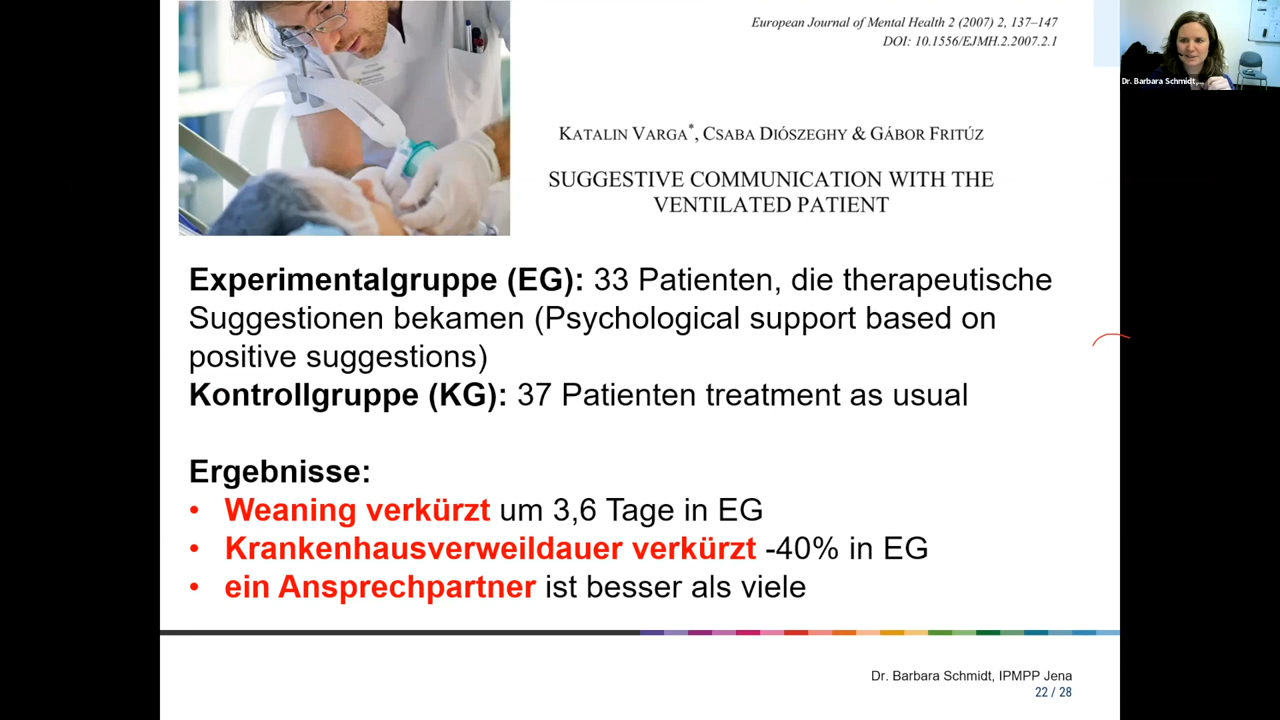 European Journal of Mental Health 2 (2007) 2, 137–147
DOI: 10.1556/EJMH.2.2007.2.1
Dr. Barbara Schmidt,...
KATALIN VARGA*, CSABA DIÓSZEGHY & GÁBOR FRITÚZ
SUGGESTIVE COMMUNICATION WITH THE
VENTILATED PATIENT
Experimentalgruppe (EG): 33 Patienten, die therapeutische
Suggestionen bekamen (Psychological support based on
positive suggestions)
Kontrollgruppe (KG): 37 Patienten treatment as usual
Ergebnisse:
• Weaning verkürzt um 3,6 Tage in EG
• Krankenhausverweildauer verkürzt -40% in EG
• ein Ansprechpartner ist besser als viele
Dr. Barbara Schmidt, IPMPP Jena
22 / 28